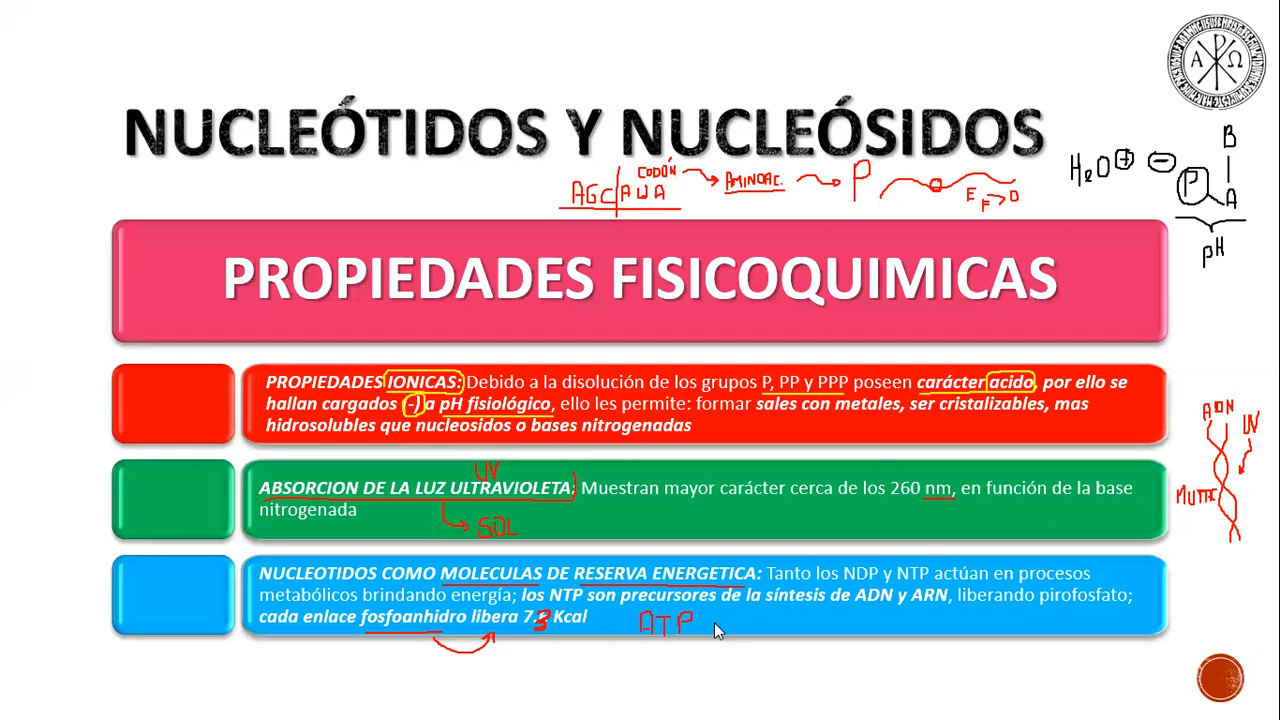 NUCLEÓTIDOS Y NUCLEÓSIDOS
B
H2O + - P
A
pH
CODÓN
AGC AUA AMINOAC. P
E F D
PROPIEDADES FISICOQUIMICAS
PROPIEDADES IONICAS: Debido a la disolución de los grupos P, PP y PPP poseen carácter acido, por ello se
hallan cargados (-) a pH fisiológico, ello les permite: formar sales con metales, ser cristalizables, mas
hidrosolubles que nucleosidos o bases nitrogenadas
ADN UV
UV
ABSORCION DE LA LUZ ULTRAVIOLETA: Muestran mayor carácter cerca de los 260 nm, en función de la base
nitrogenada
SOL
NUCLEOTIDOS COMO MOLECULAS DE RESERVA ENERGETICA: Tanto los NDP y NTP actúan en procesos
metabólicos brindando energía; los NTP son precursores de la síntesis de ADN y ARN, liberando pirofosfato;
cada enlace fosfoanhidro libera 7.3 Kcal
ATP